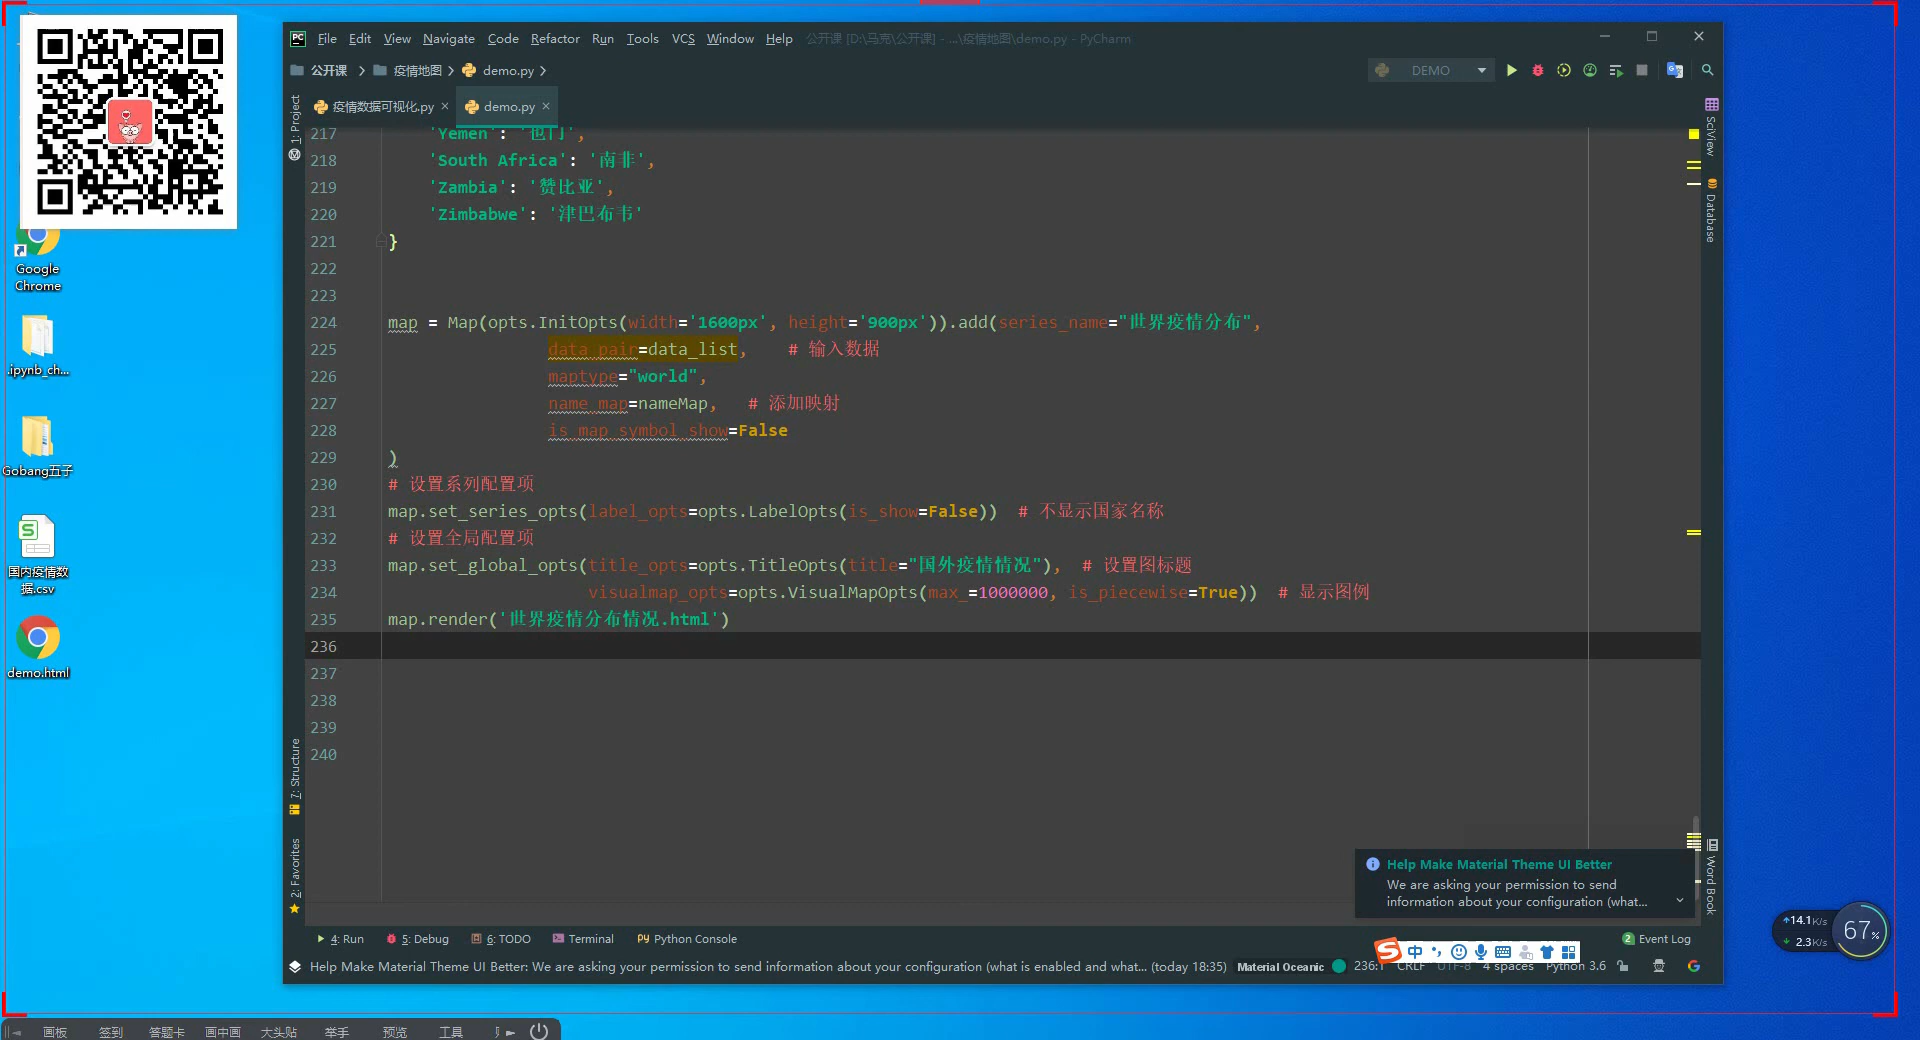 File Edit View Navigate Code Refactor Run Tools VCS Window Help 公开课 [D:\马克\公开课] - ...\疫情地图\demo.py - PyCharm
公开课 疫情地图 demo.py
DEMO
疫情数据可视化.py demo.py
1: Project
SciView
Database
Word Book
7: Structure
2: Favorites
217 'Yemen': '也门',
218 'South Africa': '南非',
219 'Zambia': '赞比亚',
220 'Zimbabwe': '津巴布韦'
221 }
222
223
224 map = Map(opts.InitOpts(width='1600px', height='900px')).add(series_name="世界疫情分布",
225 data_pair=data_list, # 输入数据
226 maptype="world",
227 name_map=nameMap, # 添加映射
228 is_map_symbol_show=False
229 )
230 # 设置系列配置项
231 map.set_series_opts(label_opts=opts.LabelOpts(is_show=False)) # 不显示国家名称
232 # 设置全局配置项
233 map.set_global_opts(title_opts=opts.TitleOpts(title="国外疫情情况"), # 设置图标题
234 visualmap_opts=opts.VisualMapOpts(max_=1000000, is_piecewise=True)) # 显示图例
235 map.render('世界疫情分布情况.html')
236
237
238
239
240
Help Make Material Theme UI Better
We are asking your permission to send
information about your configuration (what...
4: Run 5: Debug 6: TODO Terminal Python Console 2 Event Log
Help Make Material Theme UI Better: We are asking your permission to send information about your configuration (what is enabled and what... (today 18:35) Material Oceanic 236:1 CRLF UTF-8 4 spaces Python 3.6
中
Google
Chrome
.ipynb_ch...
Gobang五子
国内疫情数
据.csv
demo.html
14.1K/s
2.3K/s
67%
画板 签到 答题卡 画中画 大头贴 举手 预览 工具